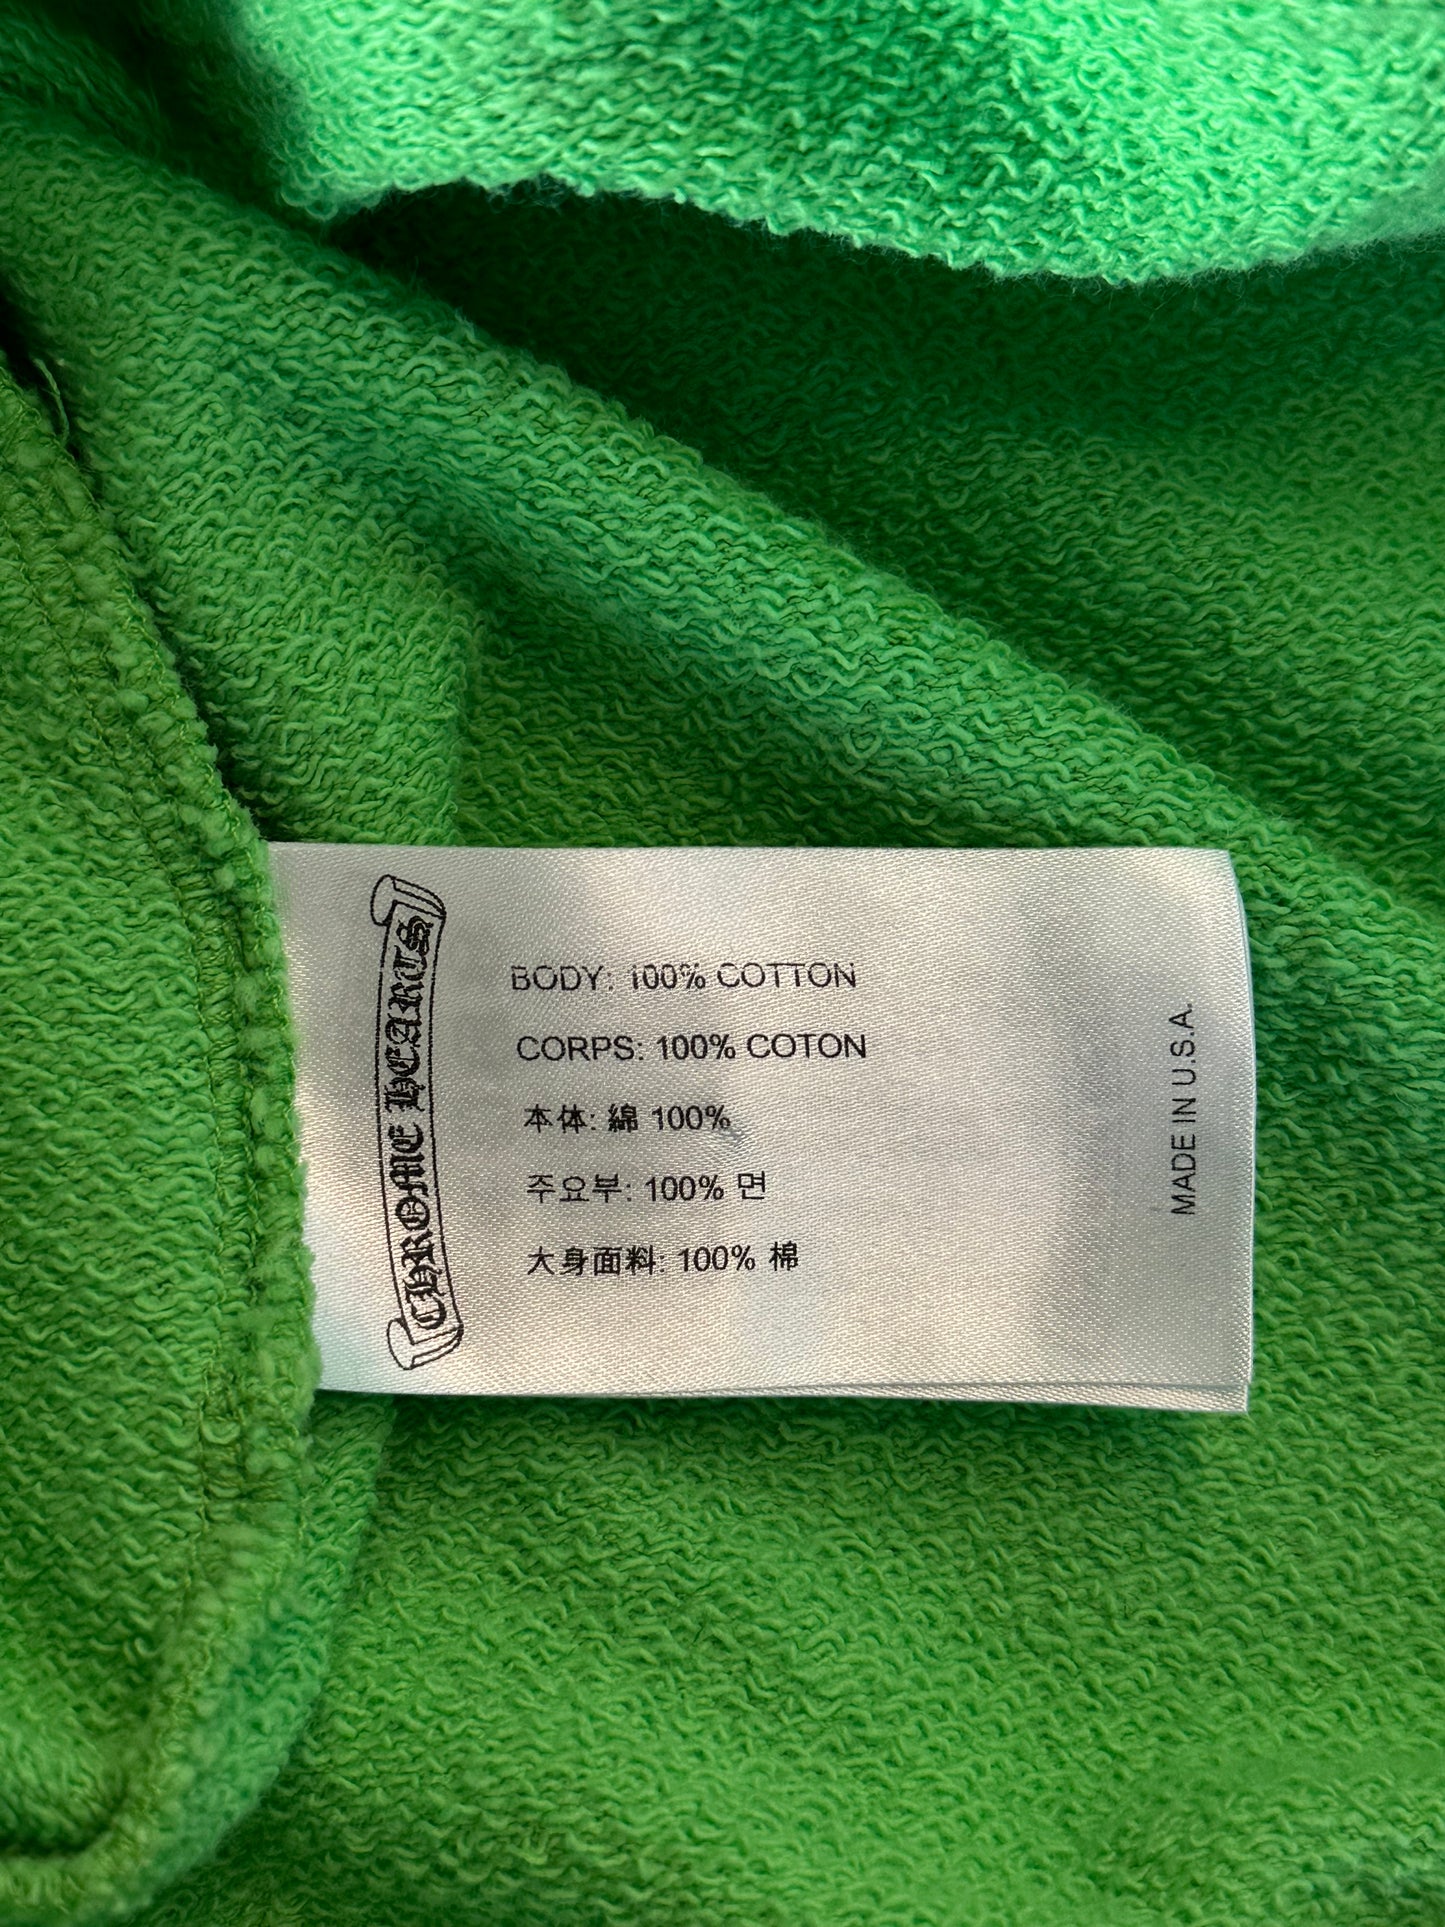 CHROME HEARTS
BODY: 100% COTTON
CORPS: 100% COTON
本体: 綿 100%
주요부: 100% 면
大身面料: 100% 棉
MADE IN U.S.A.